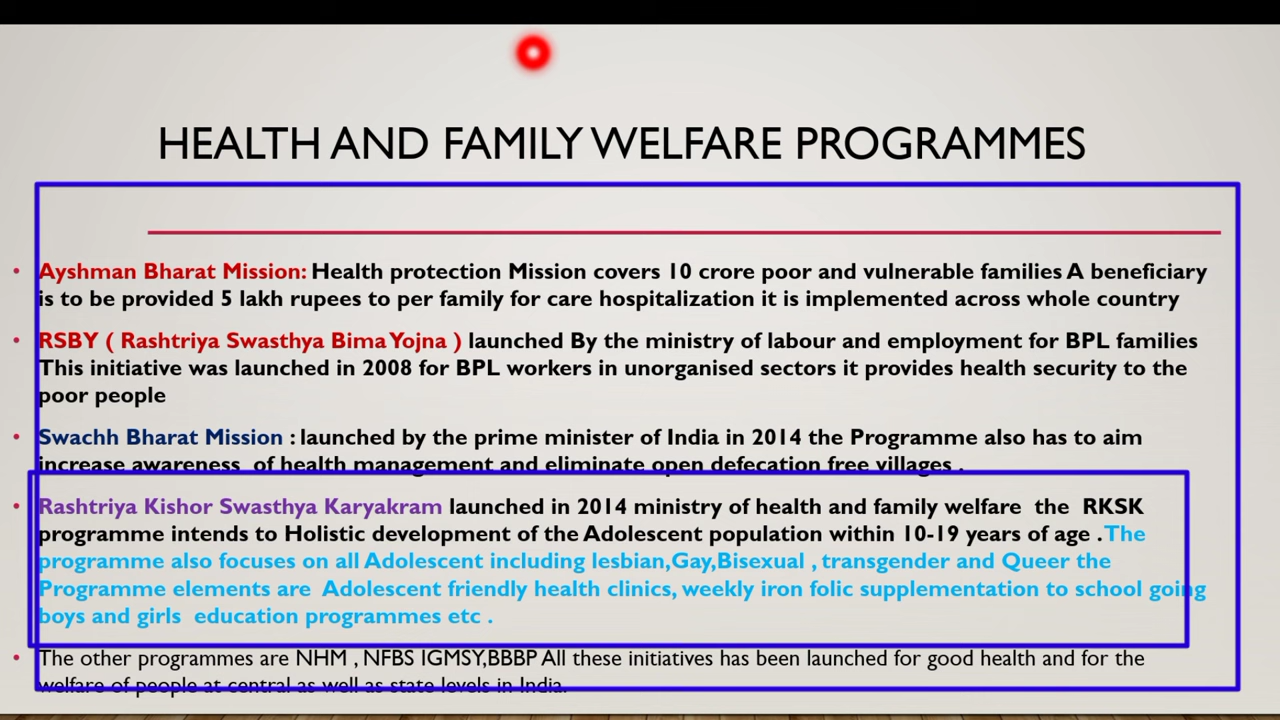 HEALTH AND FAMILY WELFARE PROGRAMMES
• Ayshman Bharat Mission: Health protection Mission covers 10 crore poor and vulnerable families A beneficiary
is to be provided 5 lakh rupees to per family for care hospitalization it is implemented across whole country
• RSBY ( Rashtriya Swasthya Bima Yojna ) launched By the ministry of labour and employment for BPL families
This initiative was launched in 2008 for BPL workers in unorganised sectors it provides health security to the
poor people
• Swachh Bharat Mission : launched by the prime minister of India in 2014 the Programme also has to aim
increase awareness of health management and eliminate open defecation free villages .
• Rashtriya Kishor Swasthya Karyakram launched in 2014 ministry of health and family welfare the RKSK
programme intends to Holistic development of the Adolescent population within 10-19 years of age . The
programme also focuses on all Adolescent including lesbian,Gay,Bisexual , transgender and Queer the
Programme elements are Adolescent friendly health clinics, weekly iron folic supplementation to school going
boys and girls education programmes etc .
• The other programmes are NHM , NFBS IGMSY,BBBP All these initiatives has been launched for good health and for the
welfare of people at central as well as state levels in India.